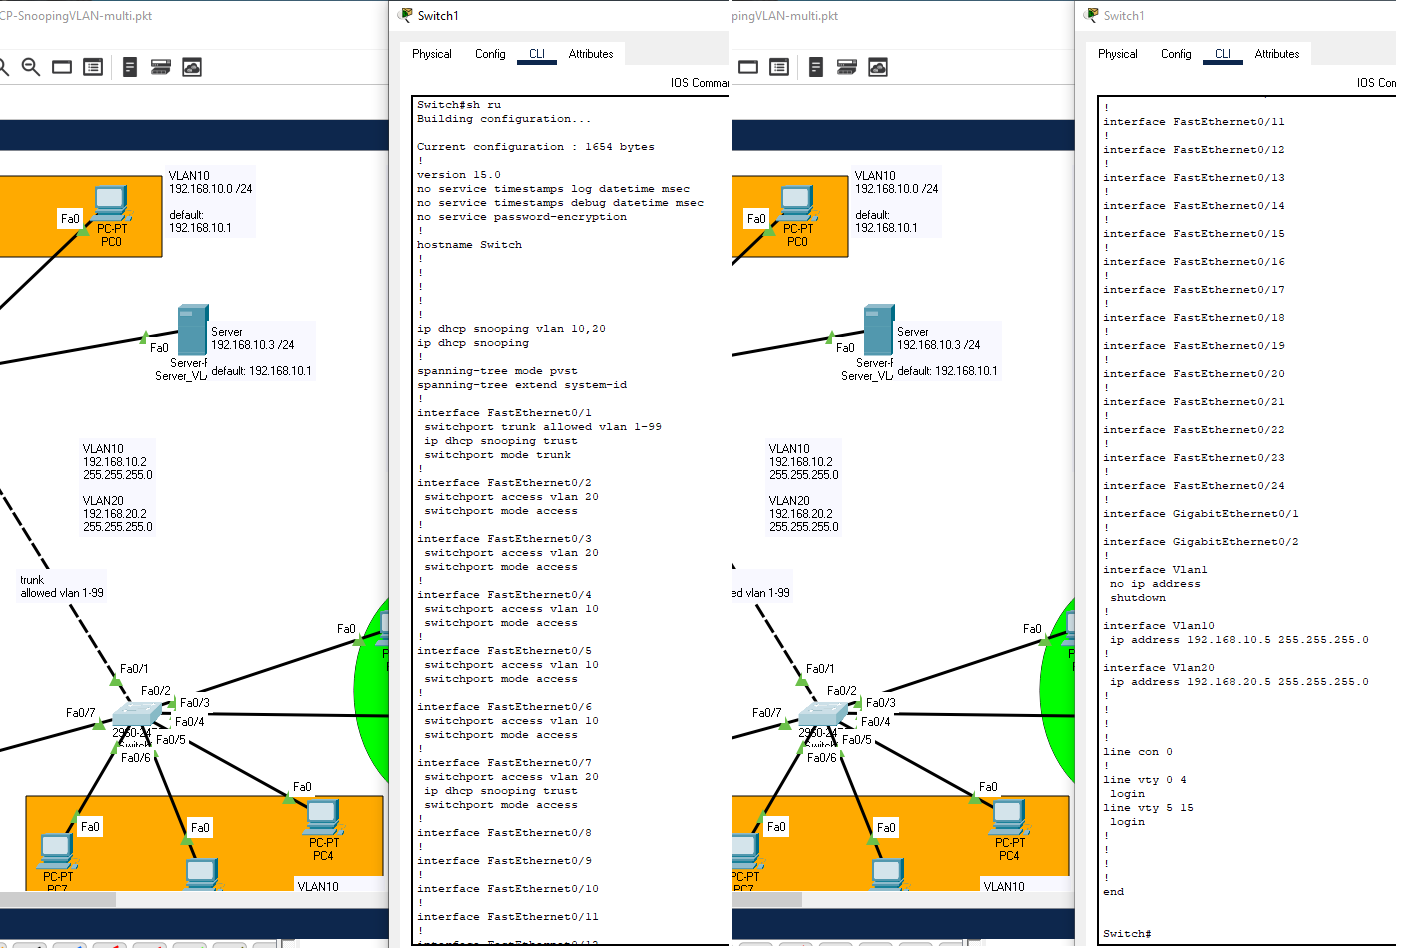 CP-SnoopingVLAN-multi.pkt
Switch1
Physical Config CLI Attributes
IOS Comma
VLAN10
192.168.10.0 /24
default:
192.168.10.1
Fa0
PC-PT
PC0
Server
192.168.10.3 /24
default: 192.168.10.1
Fa0
Server-F
Server_VL
VLAN10
192.168.10.2
255.255.255.0
VLAN20
192.168.20.2
255.255.255.0
trunk
allowed vlan 1-99
Fa0
Fa0/1
Fa0/2
Fa0/3
Fa0/7
Fa0/4
2960-24
Switch
Fa0/5
Fa0/6
Fa0
Fa0
Fa0
PC-PT
PC4
PC-PT
PC7
VLAN10
Switch#sh ru
Building configuration...
Current configuration : 1654 bytes
!
version 15.0
no service timestamps log datetime msec
no service timestamps debug datetime msec
no service password-encryption
!
hostname Switch
!
!
!
!
!
ip dhcp snooping vlan 10,20
ip dhcp snooping
!
spanning-tree mode pvst
spanning-tree extend system-id
!
interface FastEthernet0/1
switchport trunk allowed vlan 1-99
ip dhcp snooping trust
switchport mode trunk
!
interface FastEthernet0/2
switchport access vlan 20
switchport mode access
!
interface FastEthernet0/3
switchport access vlan 20
switchport mode access
!
interface FastEthernet0/4
switchport access vlan 10
switchport mode access
!
interface FastEthernet0/5
switchport access vlan 10
switchport mode access
!
interface FastEthernet0/6
switchport access vlan 10
switchport mode access
!
interface FastEthernet0/7
switchport access vlan 20
ip dhcp snooping trust
switchport mode access
!
interface FastEthernet0/8
!
interface FastEthernet0/9
!
interface FastEthernet0/10
!
interface FastEthernet0/11
!
interface FastEthernet0/12
pingVLAN-multi.pkt
Switch1
Physical Config CLI Attributes
IOS Con
VLAN10
192.168.10.0 /24
default:
192.168.10.1
Fa0
PC-PT
PC0
Server
192.168.10.3 /24
default: 192.168.10.1
Fa0
Server-F
Server_VL
VLAN10
192.168.10.2
255.255.255.0
VLAN20
192.168.20.2
255.255.255.0
ed vlan 1-99
Fa0
Fa0/1
Fa0/2
Fa0/3
Fa0/7
Fa0/4
2960-24
Switch
Fa0/5
Fa0/6
Fa0
Fa0
Fa0
PC-PT
PC4
PC-PT
PC7
VLAN10
!
interface FastEthernet0/11
!
interface FastEthernet0/12
!
interface FastEthernet0/13
!
interface FastEthernet0/14
!
interface FastEthernet0/15
!
interface FastEthernet0/16
!
interface FastEthernet0/17
!
interface FastEthernet0/18
!
interface FastEthernet0/19
!
interface FastEthernet0/20
!
interface FastEthernet0/21
!
interface FastEthernet0/22
!
interface FastEthernet0/23
!
interface FastEthernet0/24
!
interface GigabitEthernet0/1
!
interface GigabitEthernet0/2
!
interface Vlan1
no ip address
shutdown
!
interface Vlan10
ip address 192.168.10.5 255.255.255.0
!
interface Vlan20
ip address 192.168.20.5 255.255.255.0
!
!
!
!
line con 0
!
line vty 0 4
login
line vty 5 15
login
!
!
!
!
end
Switch#